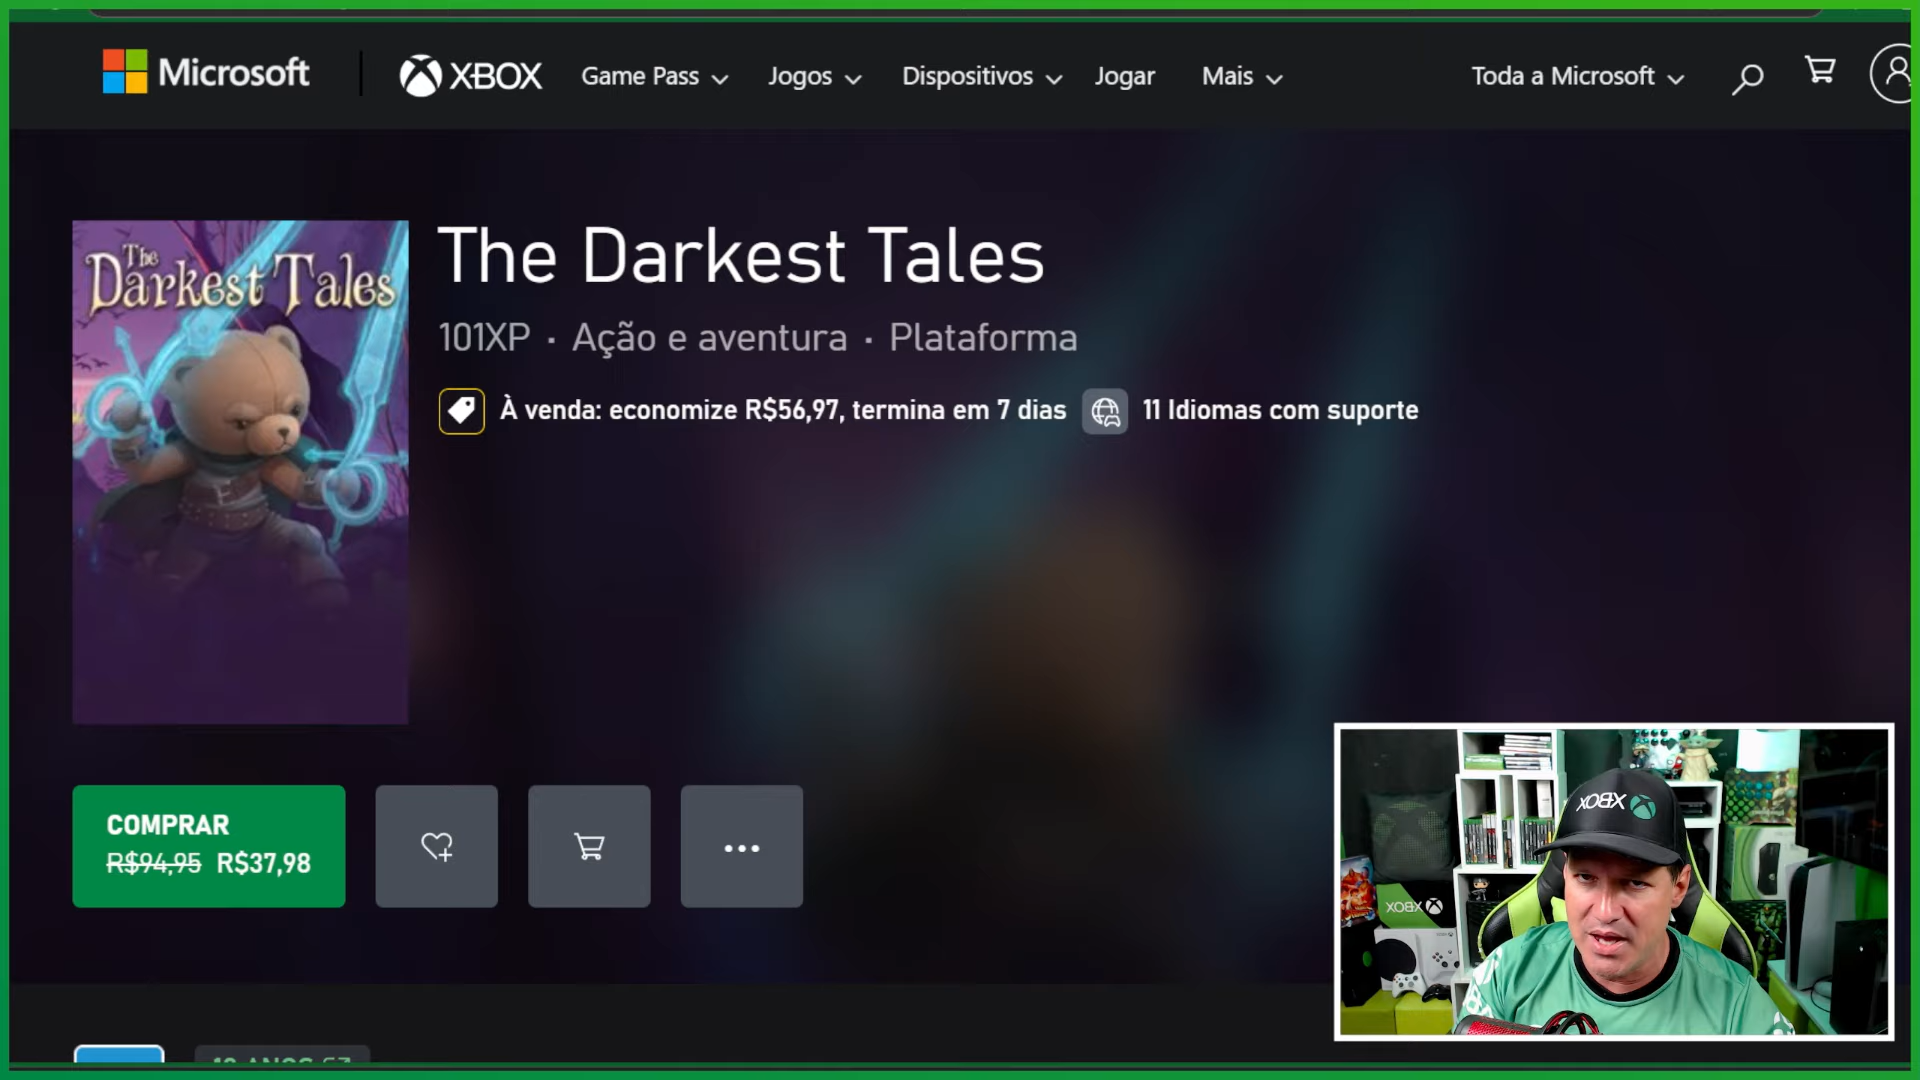 Microsoft
XBOX
Game Pass
Jogos
Dispositivos
Jogar
Mais
Toda a Microsoft
The
Darkest Tales
The Darkest Tales
101XP · Ação e aventura · Plataforma
À venda: economize R$56,97, termina em 7 dias
11 Idiomas com suporte
COMPRAR
R$94,95 R$37,98
XBOX
XBOX